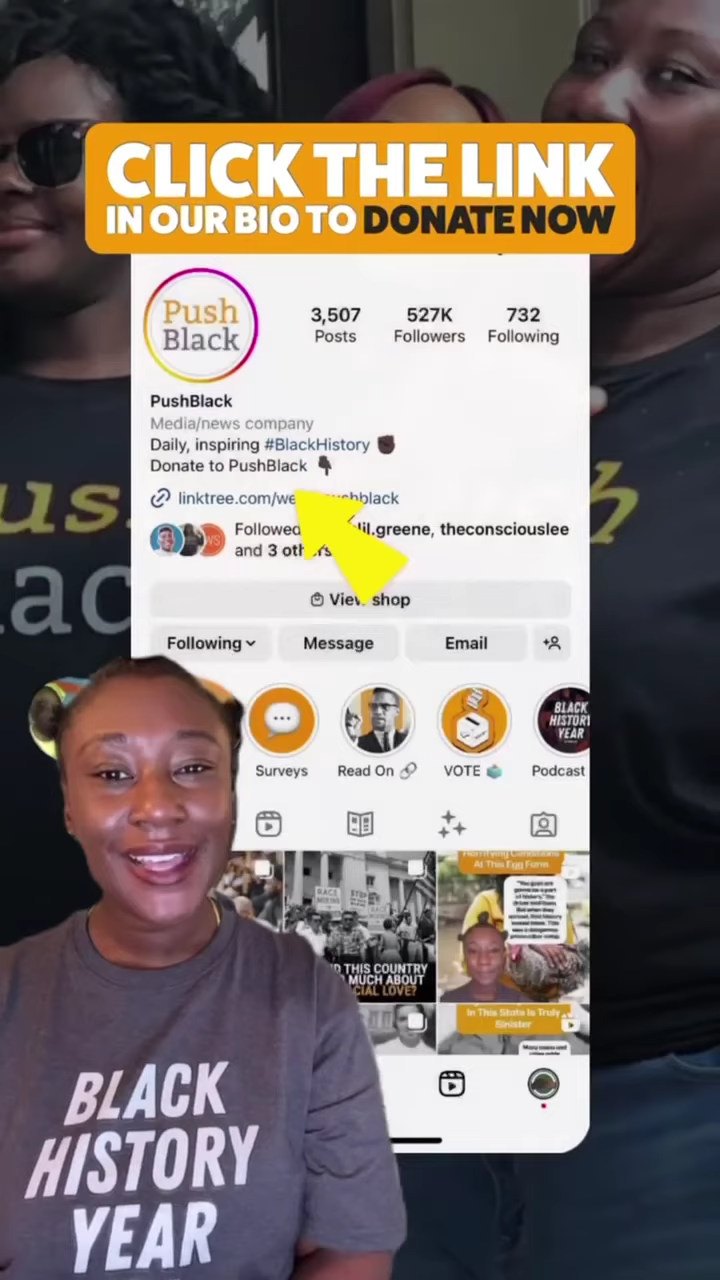 CLICK THE LINK
IN OUR BIO TO DONATE NOW
Push
Black
3,507
Posts
527K
Followers
732
Following
PushBlack
Media/news company
Daily, inspiring #BlackHistory
Donate to PushBlack
linktree.com/we
Followed lil.greene, theconsciouslee
and 3 others
View shop
Following
Message
Email
Surveys
Read On
VOTE
BLACK
HISTORY
YEAR
Podcast
At This Egg Farm
RACE
STOP
THIS COUNTRY
MUCH ABOUT
LOVE?
In This State Is Truly
Sinister
BLACK
HISTORY
YEAR